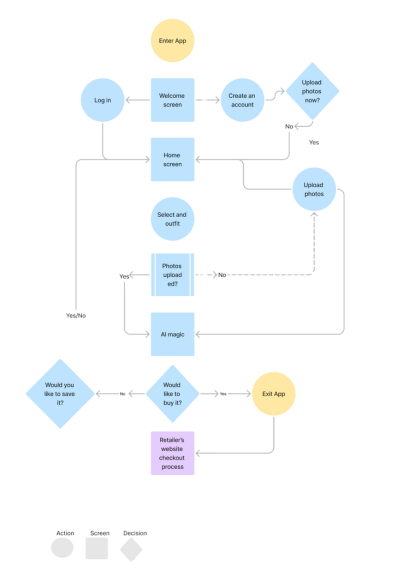 Enter App
Log in
Welcome
screen
Create an
account
Upload
photos
now?
No
Yes
Home
screen
Upload
photos
Select and
outfit
Photos
upload
ed?
Yes
No
Yes/No
AI magic
Would you
like to save
it?
No
Would
like to
buy it?
Yes
Exit App
Retailer's
website
checkout
process
Action
Screen
Decision